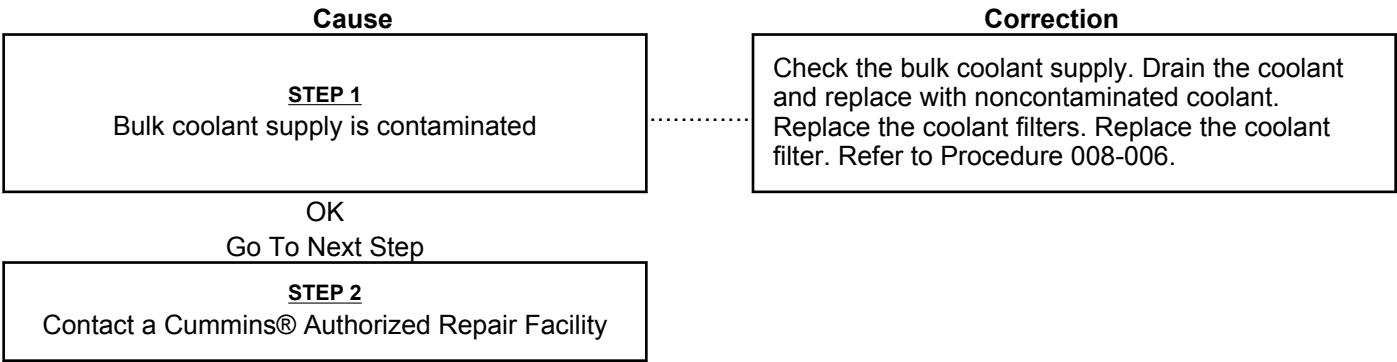 Cause
Correction
STEP 1
Bulk coolant supply is contaminated
Check the bulk coolant supply. Drain the coolant
and replace with noncontaminated coolant.
Replace the coolant filters. Replace the coolant
filter. Refer to Procedure 008-006.
OK
Go To Next Step
STEP 2
Contact a Cummins® Authorized Repair Facility